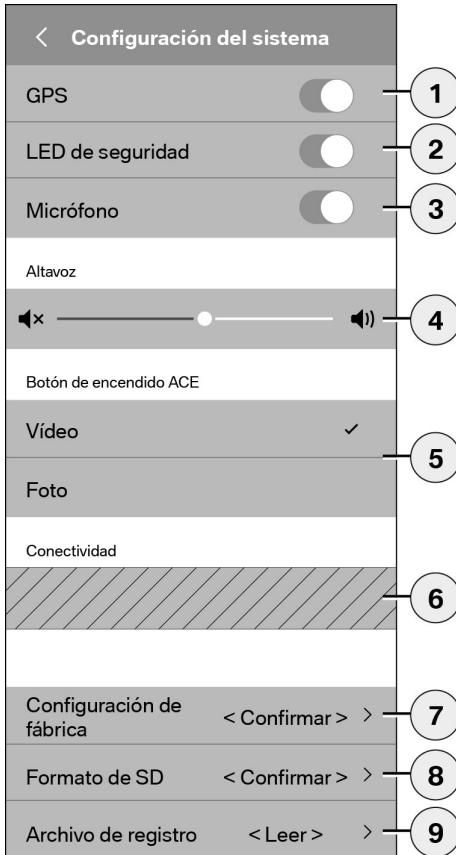 Configuración del sistema
GPS
1
LED de seguridad
2
Micrófono
3
Altavoz
4
Botón de encendido ACE
Vídeo
5
Foto
Conectividad
6
Configuración de
fábrica
< Confirmar > >
7
Formato de SD < Confirmar > >
8
Archivo de registro < Leer > >
9